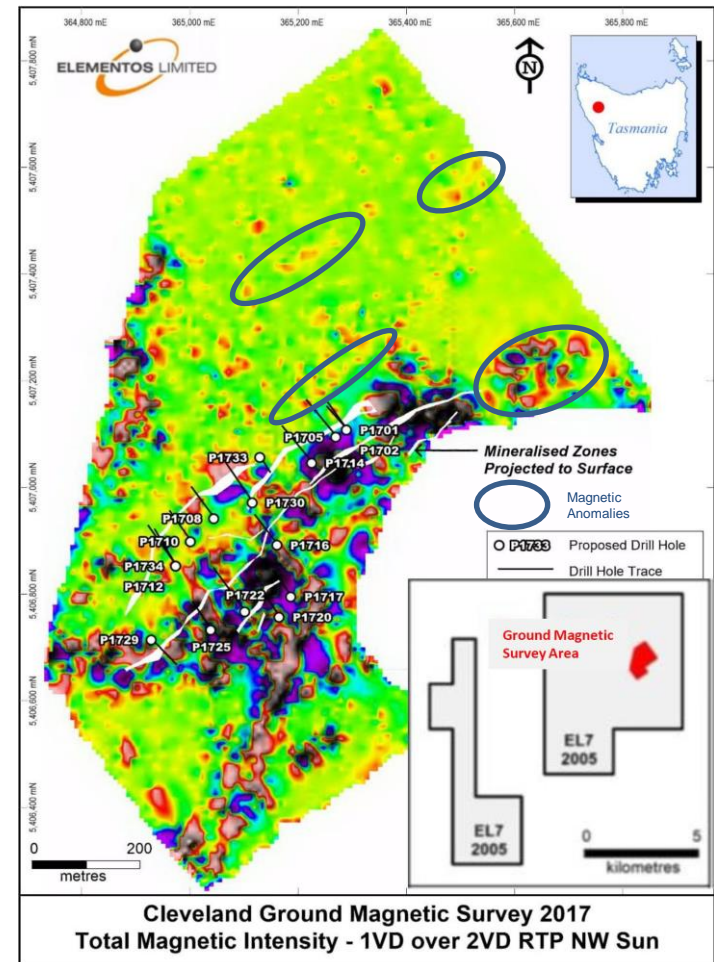 364,800 mE
365,000 mE
365,200 mE
365,400 mE
365,600 mE
365,800 mE
5,407,800 mN
5,407,600 mN
5,407,400 mN
5,407,200 mN
5,407,000 mN
5,406,800 mN
5,406,600 mN
5,406,400 mN
ELEMENTOS LIMITED
N
Tasmania
P1701
P1705
P1702
P1714
P1733
P1730
P1708
P1710
P1716
P1734
P1712
P1722
P1717
P1720
P1729
P1725
Mineralised Zones
Projected to Surface
Magnetic
Anomalies
P1733 Proposed Drill Hole
Drill Hole Trace
Ground Magnetic
Survey Area
EL7
2005
EL7
2005
0 5
kilometres
0 200
metres
Cleveland Ground Magnetic Survey 2017
Total Magnetic Intensity - 1VD over 2VD RTP NW Sun